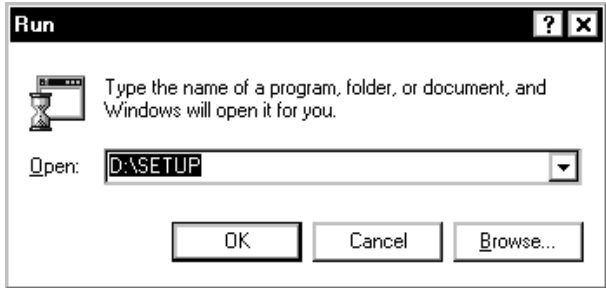 Run
Type the name of a program, folder, or document, and
Windows will open it for you.
Open: D:\SETUP
OK Cancel Browse...